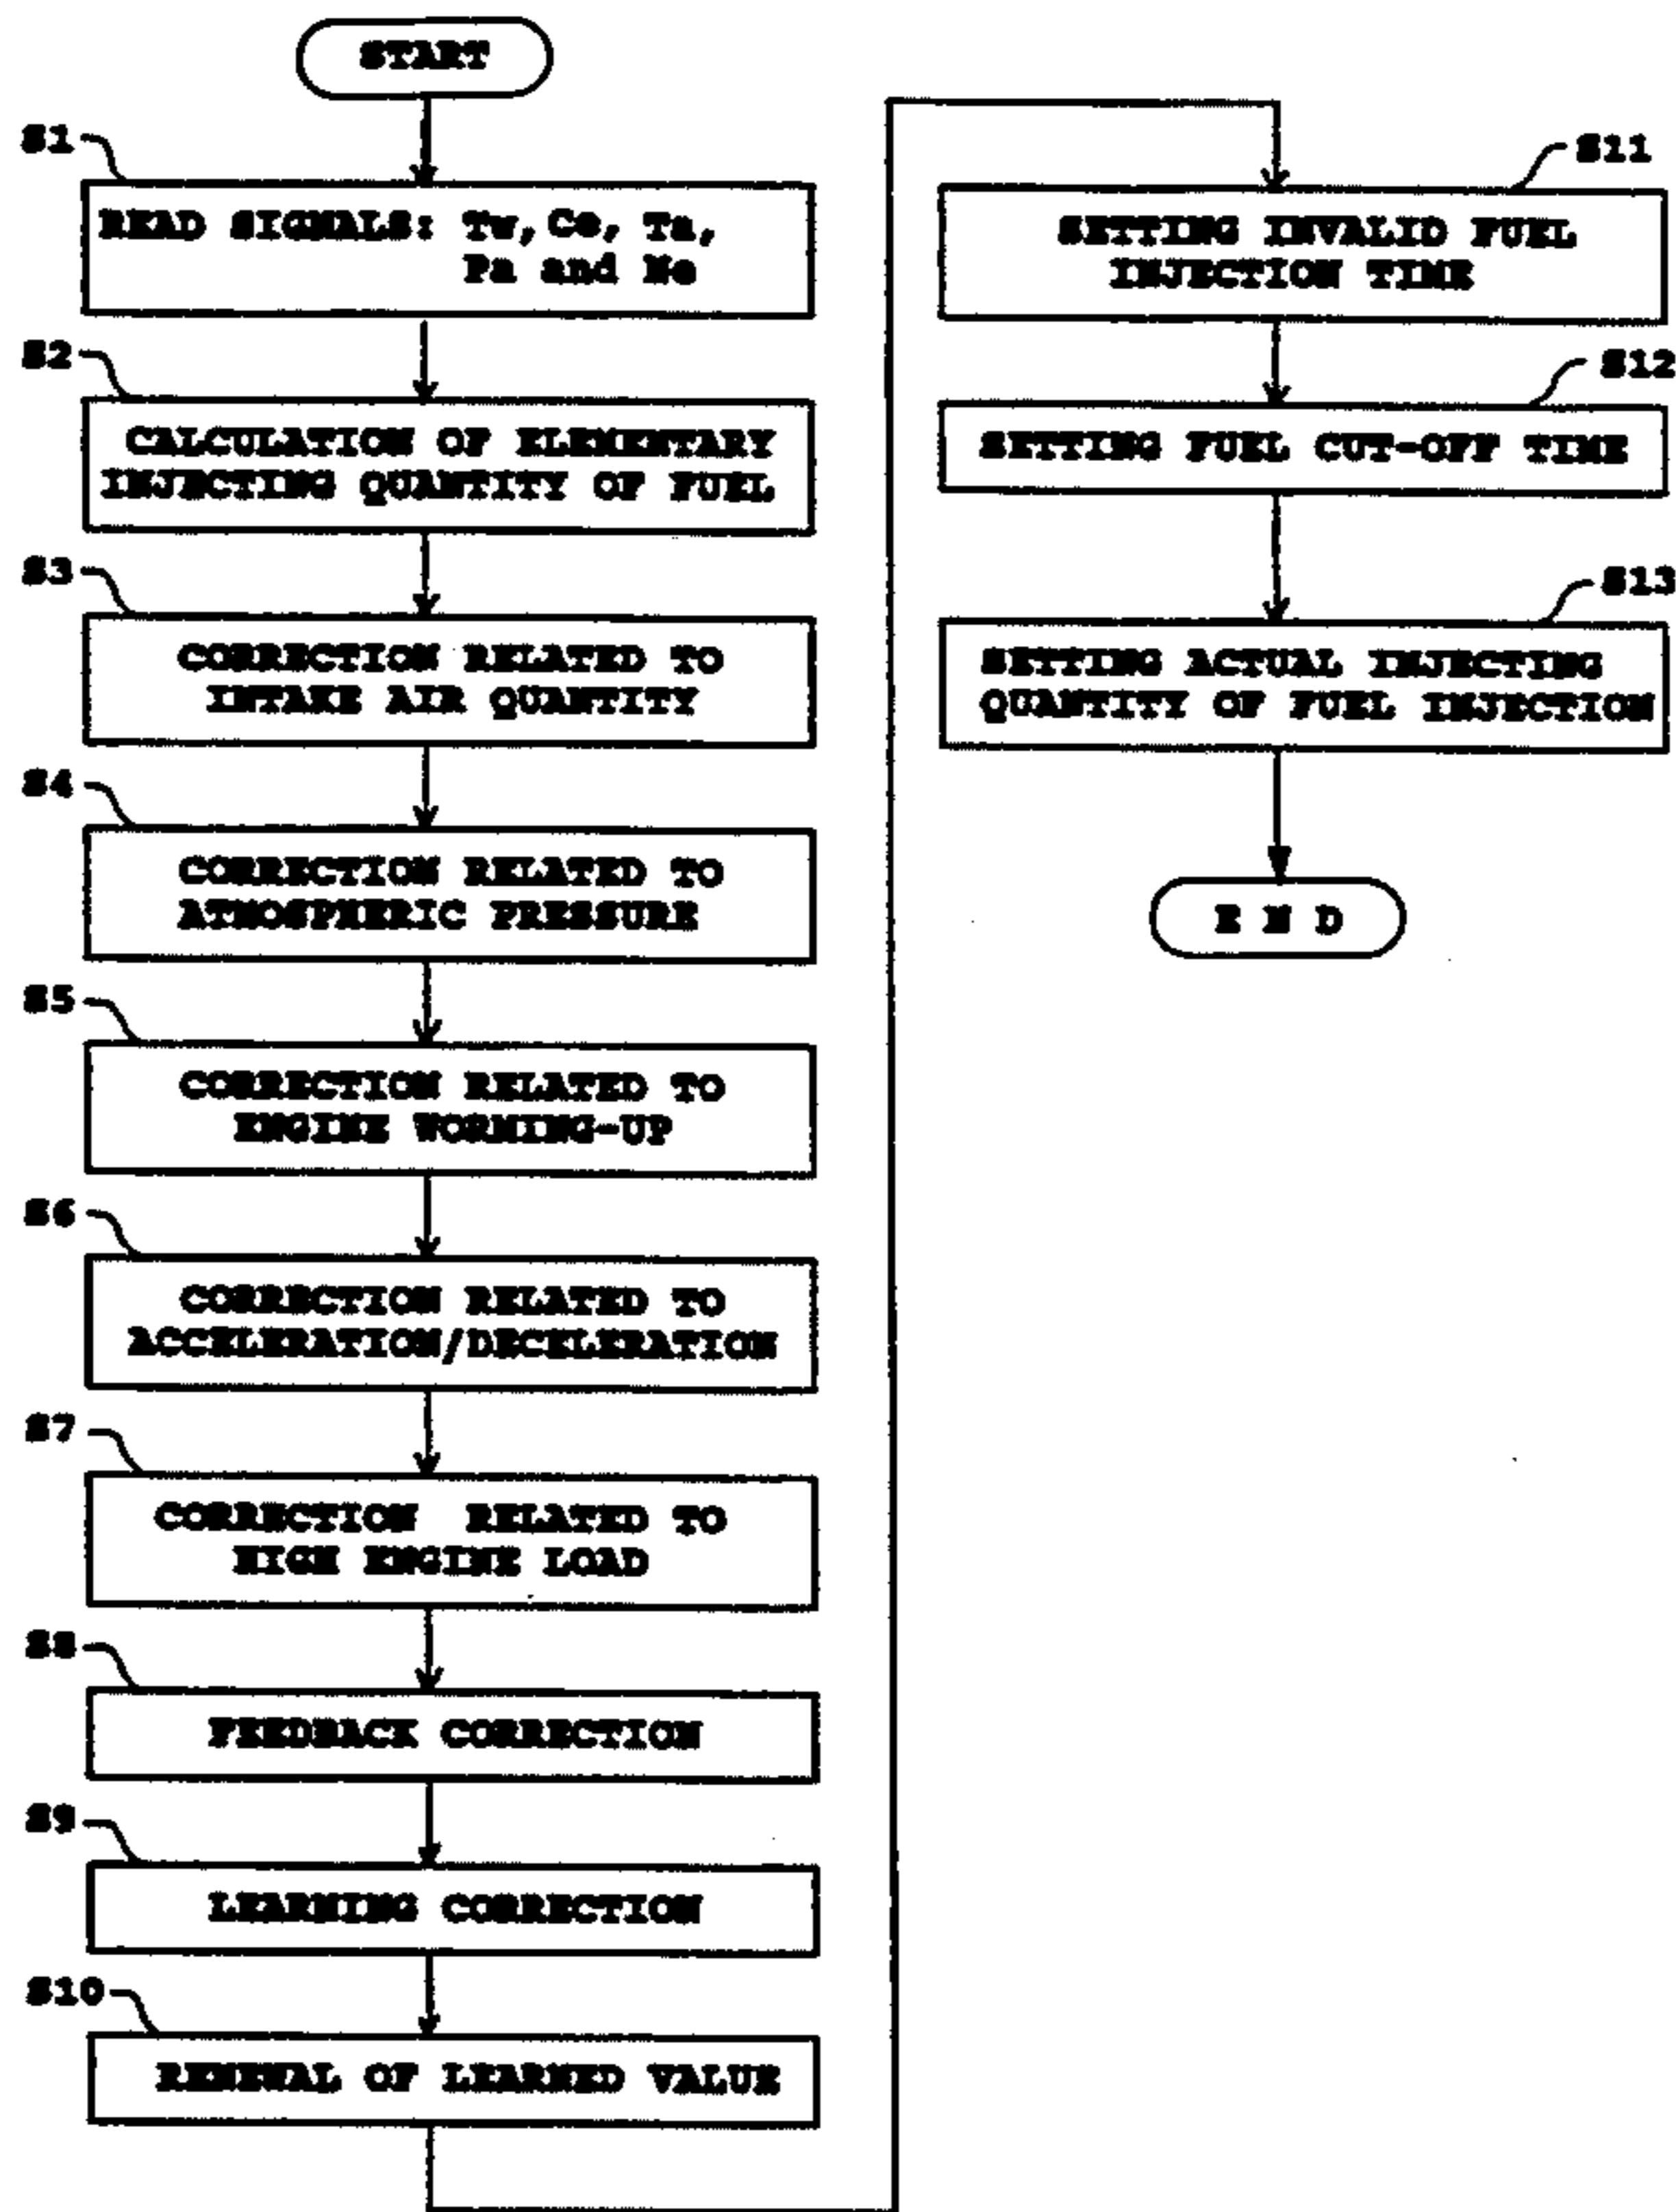 START
S1
READ SIGNALS: Tw, Co, Ta,
Pa and Ne
S2
CALCULATION OF ELEMENTARY
INJECTING QUANTITY OF FUEL
S3
CORRECTION RELATED TO
INTAKE AIR QUANTITY
S4
CORRECTION RELATED TO
ATMOSPHERIC PRESSURE
S5
CORRECTION RELATED TO
ENGINE WORMING-UP
S6
CORRECTION RELATED TO
ACCELERATION/DECELERATION
S7
CORRECTION RELATED TO
HIGH ENGINE LOAD
S8
FEEDBACK CORRECTION
S9
LEARNING CORRECTION
S10
RENEWAL OF LEARNED VALUE
S11
SETTING INVALID FUEL
INJECTION TIME
S12
SETTING FUEL CUT-OFF TIME
S13
SETTING ACTUAL INJECTING
QUANTITY OF FUEL INJECTION
E N D